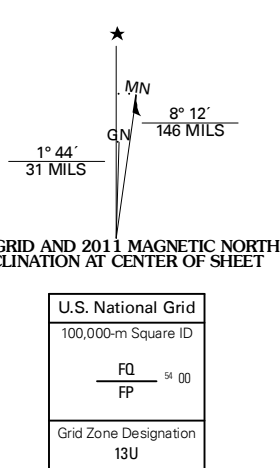 ★
MN
8° 12´
146 MILS
GN
1° 44´
31 MILS
GRID AND 2011 MAGNETIC NORTH
CLINATION AT CENTER OF SHEET
U.S. National Grid
100,000-m Square ID
FQ
54 00
FP
Grid Zone Designation
13U